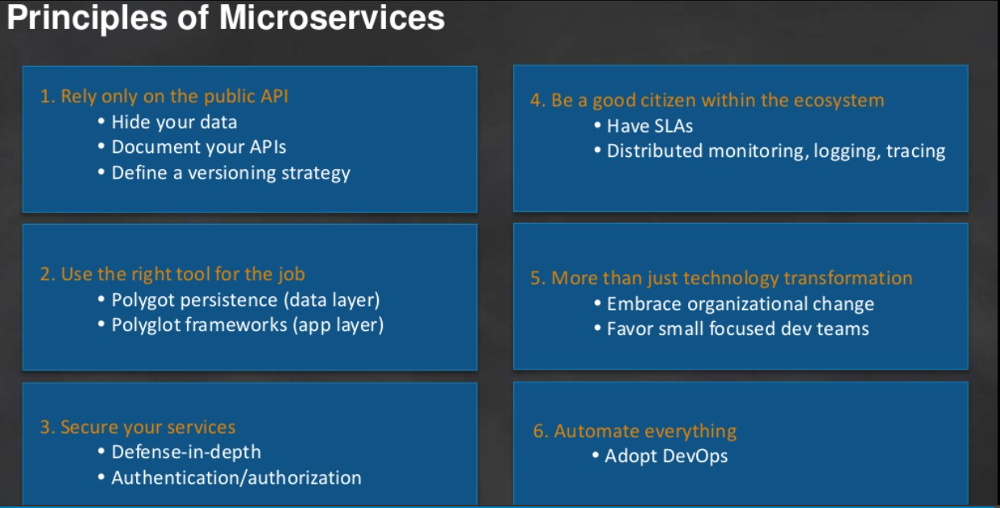 Principles of Microservices
1. Rely only on the public API
• Hide your data
• Document your APIs
• Define a versioning strategy
2. Use the right tool for the job
• Polygot persistence (data layer)
• Polyglot frameworks (app layer)
3. Secure your services
• Defense-in-depth
• Authentication/authorization
4. Be a good citizen within the ecosystem
• Have SLAs
• Distributed monitoring, logging, tracing
5. More than just technology transformation
• Embrace organizational change
• Favor small focused dev teams
6. Automate everything
• Adopt DevOps